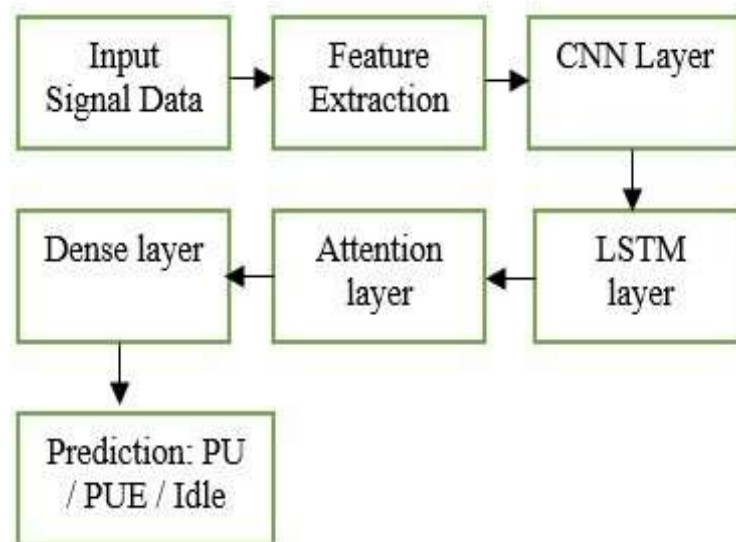 Input
Signal Data
Feature
Extraction
CNN Layer
LSTM
layer
Attention
layer
Dense layer
Prediction: PU
/ PUE / Idle